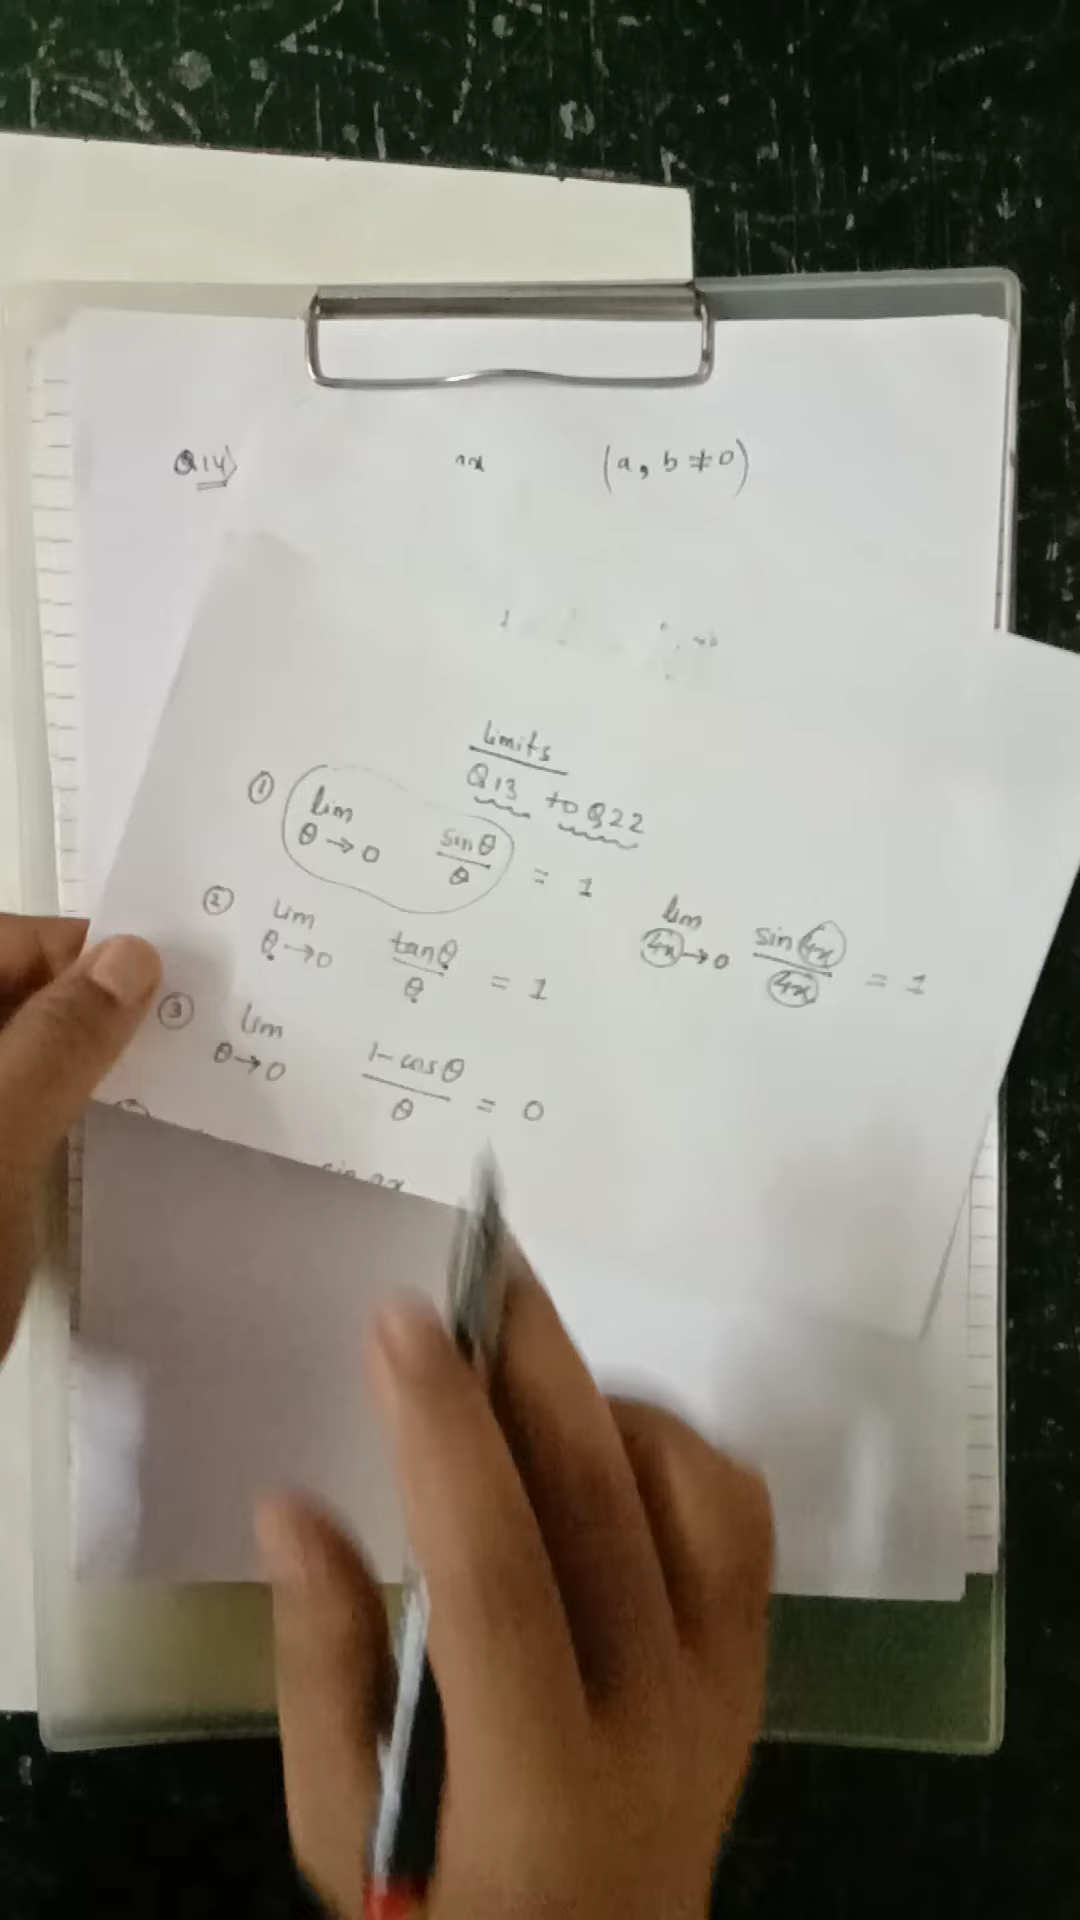 Q14) (a, b ≠ 0)
Limits
Q13 to Q22
① lim θ→0 sinθ/θ = 1
lim 4x→0 sin 4x/4x = 1
② lim θ→0 tanθ/θ = 1
③ lim θ→0 1-cosθ/θ = 0